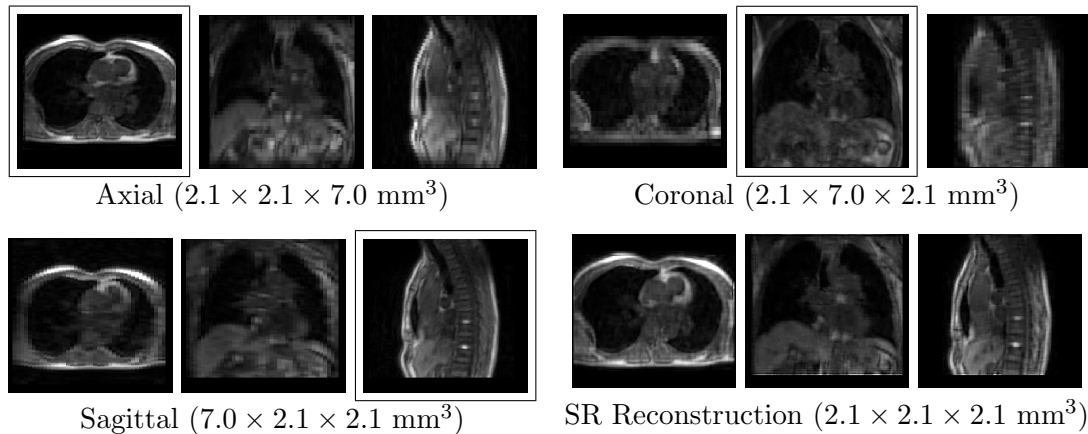 Axial (2.1 × 2.1 × 7.0 mm³)
Coronal (2.1 × 7.0 × 2.1 mm³)
Sagittal (7.0 × 2.1 × 2.1 mm³)
SR Reconstruction (2.1 × 2.1 × 2.1 mm³)